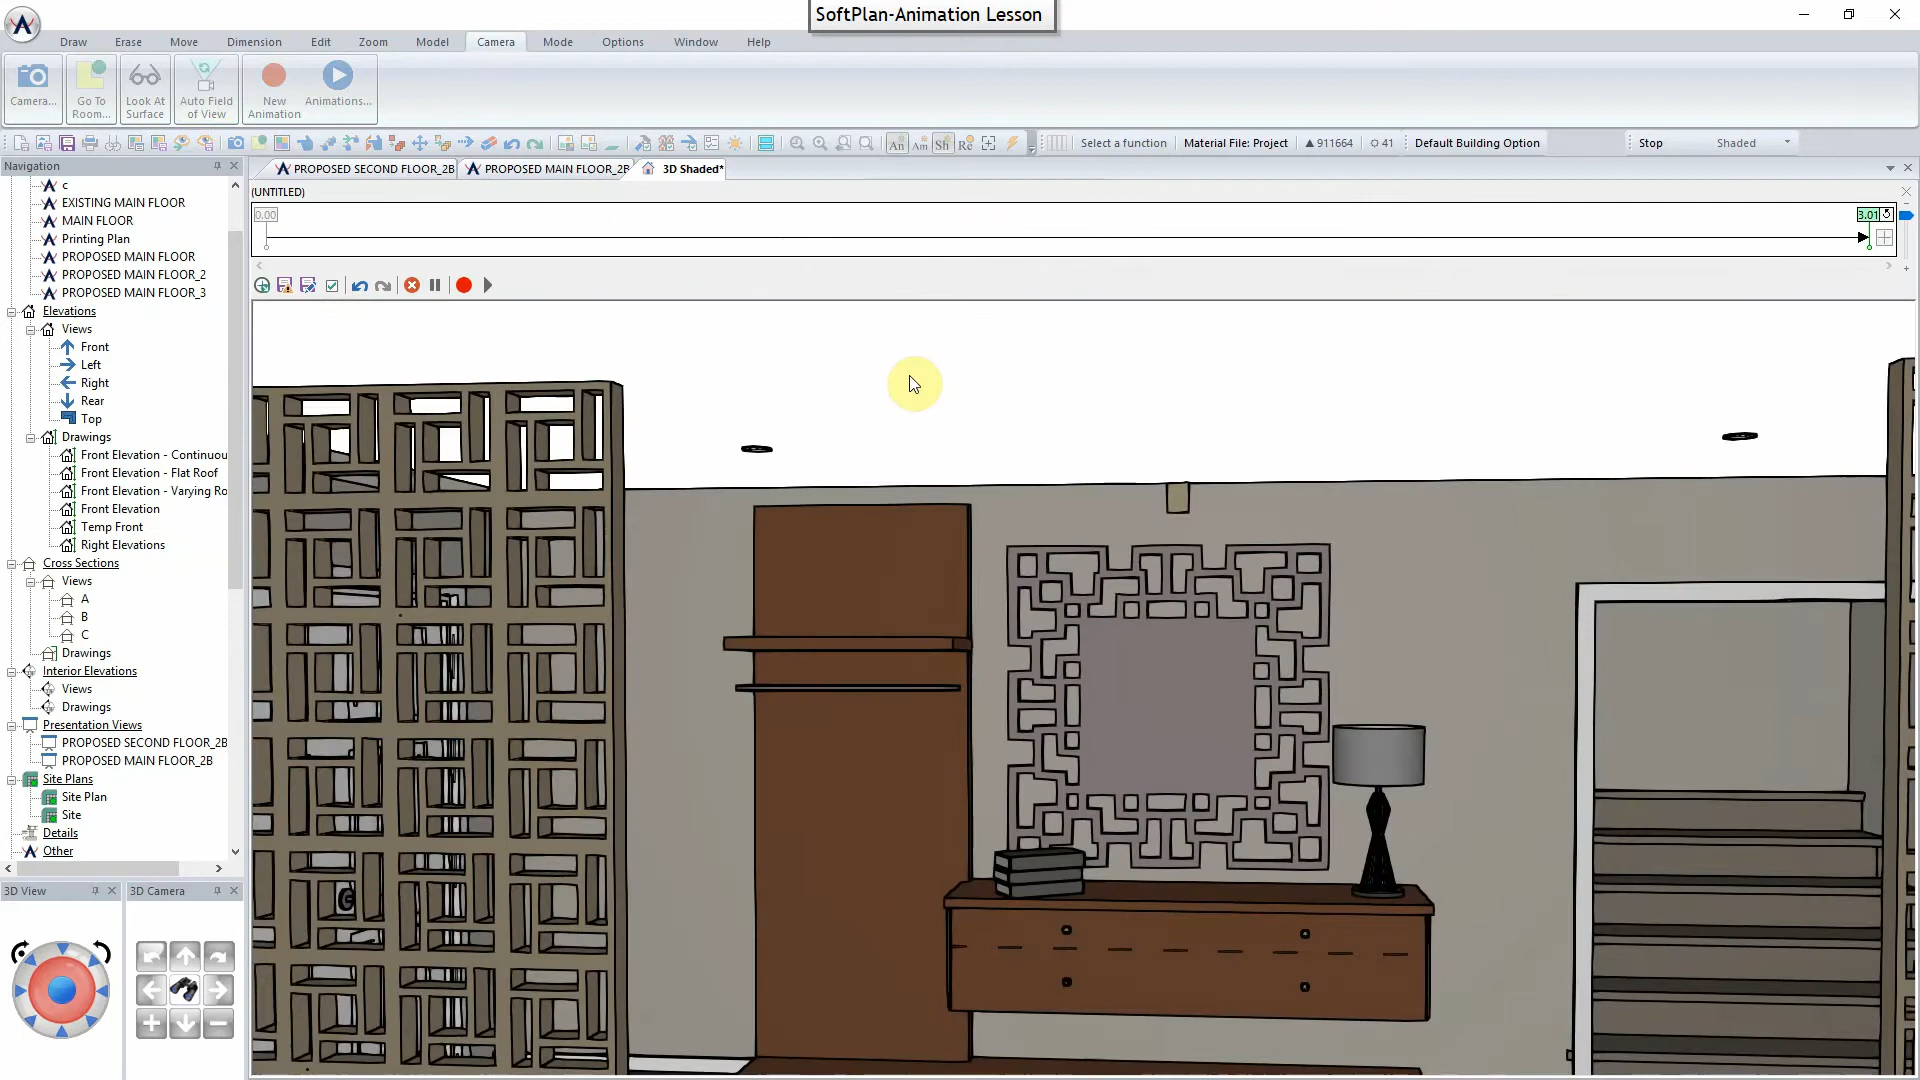 SoftPlan-Animation Lesson
Draw Erase Move Dimension Edit Zoom Model Camera Mode Options Window Help
Camera... Go To Room... Look At Surface Auto Field of View New Animation Animations...
An Am Sh Re Select a function Material File: Project 911664 41 Default Building Option Stop Shaded
Navigation
PROPOSED SECOND FLOOR_2B PROPOSED MAIN FLOOR_2B 3D Shaded*
(UNTITLED)
0.00 3.01
c
EXISTING MAIN FLOOR
MAIN FLOOR
Printing Plan
PROPOSED MAIN FLOOR
PROPOSED MAIN FLOOR_2
PROPOSED MAIN FLOOR_3
Elevations
Views
Front
Left
Right
Rear
Top
Drawings
Front Elevation - Continuou
Front Elevation - Flat Roof
Front Elevation - Varying Ro
Front Elevation
Temp Front
Right Elevations
Cross Sections
Views
A
B
C
Drawings
Interior Elevations
Views
Drawings
Presentation Views
PROPOSED SECOND FLOOR_2B
PROPOSED MAIN FLOOR_2B
Site Plans
Site Plan
Site
Details
Other
3D View 3D Camera